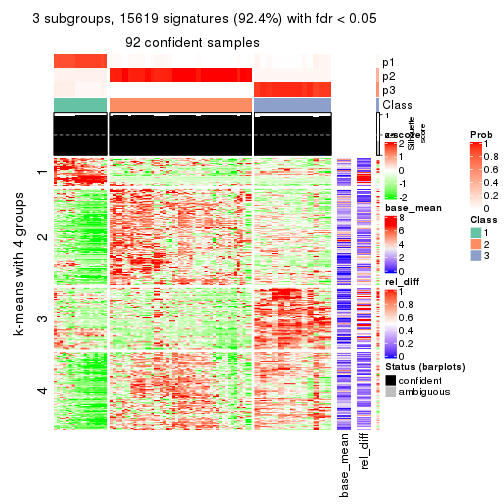 3 subgroups, 15619 signatures (92.4%) with fdr < 0.05
92 confident samples
p1
p2
p3
Class
1
Silhouette
score
k-means with 4 groups
1
2
3
4
base_mean
rel_diff
z-score
2
1
0
-1
-2
base_mean
8
6
4
2
0
rel_diff
1
0.8
0.6
0.4
0.2
0
Status (barplots)
confident
ambiguous
Prob
1
0.8
0.6
0.4
0.2
0
Class
1
2
3